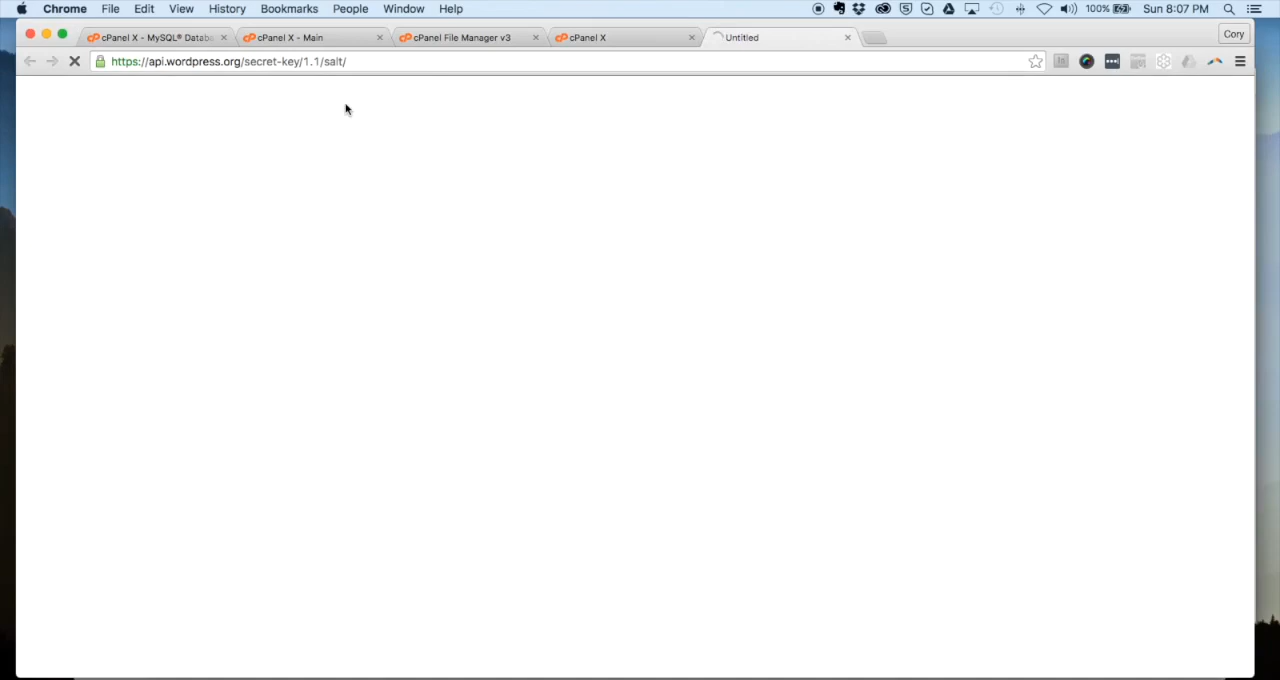 Chrome File Edit View History Bookmarks People Window Help 100% Sun 8:07 PM
cPanel X - MySQL® Databa cPanel X - Main cPanel File Manager v3 cPanel X Untitled Cory
https://api.wordpress.org/secret-key/1.1/salt/